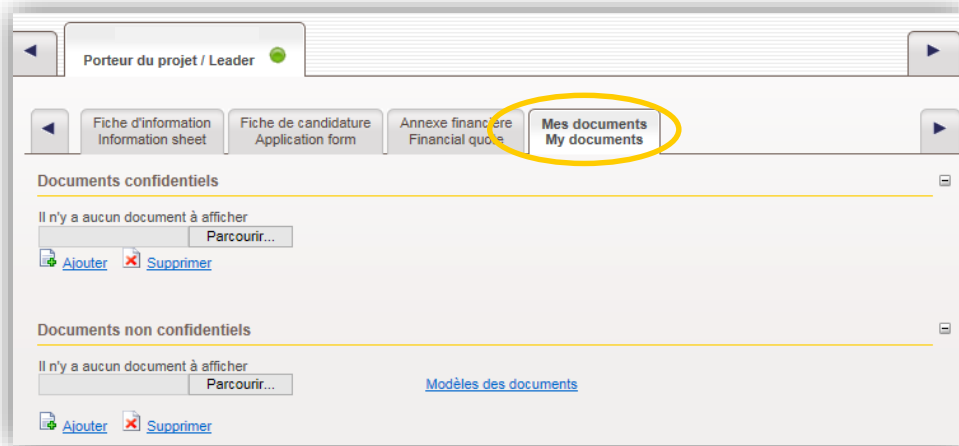 Porteur du projet / Leader
Fiche d'information
Information sheet
Fiche de candidature
Application form
Annexe financière
Financial quote
Mes documents
My documents
Documents confidentiels
Il n'y a aucun document à afficher
Parcourir...
Ajouter Supprimer
Documents non confidentiels
Il n'y a aucun document à afficher
Parcourir... Modèles des documents
Ajouter Supprimer